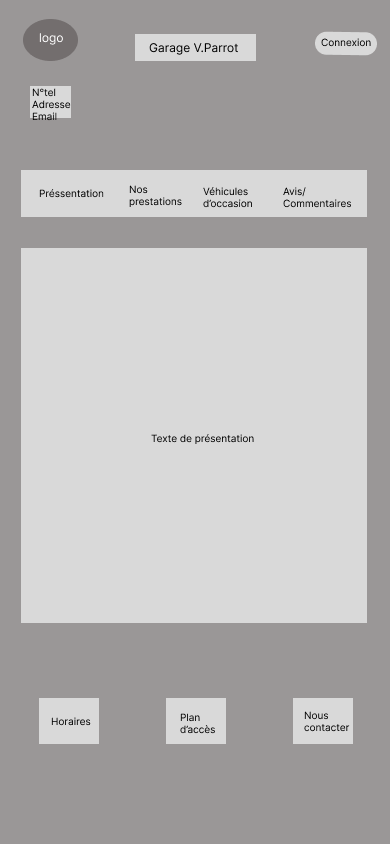 logo
Garage V.Parrot
Connexion
N°tel
Adresse
Email
Préssentation
Nos
prestations
Véhicules
d'occasion
Avis/
Commentaires
Texte de présentation
Horaires
Plan
d'accès
Nous
contacter